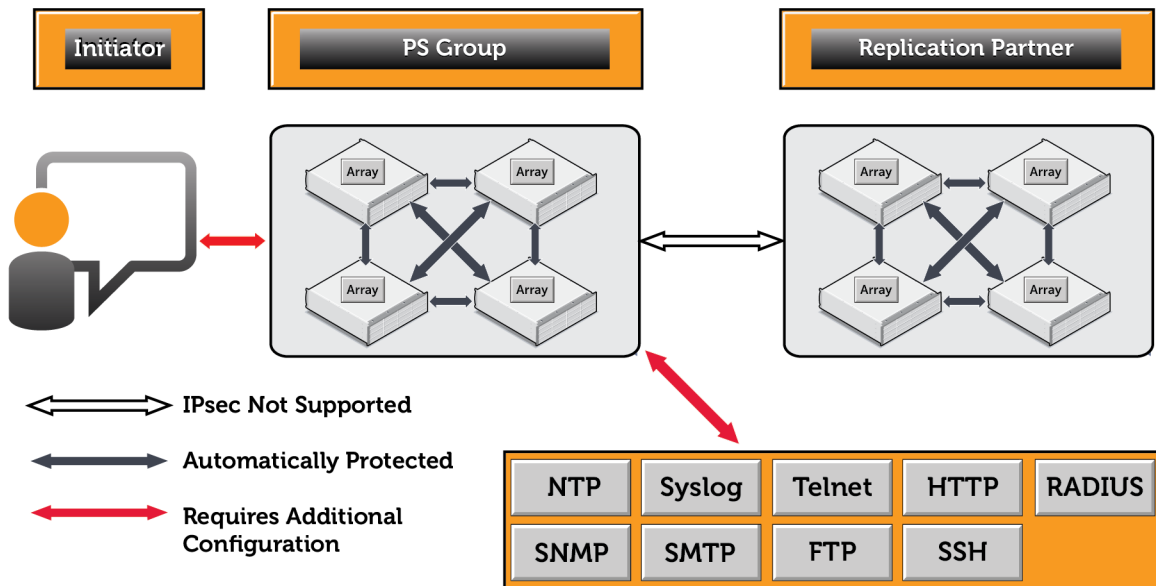 Initiator
PS Group
Replication Partner
Array
Array
Array
Array
Array
Array
Array
Array
IPsec Not Supported
Automatically Protected
Requires Additional
Configuration
NTP
Syslog
Telnet
HTTP
RADIUS
SNMP
SMTP
FTP
SSH